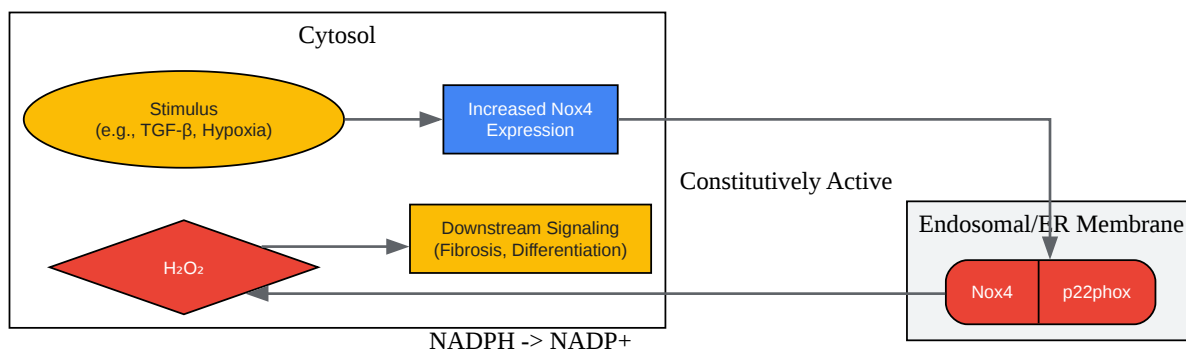 Cytosol
Stimulus
(e.g., TGF-β, Hypoxia)
Increased Nox4
Expression
Constitutively Active
Endosomal/ER Membrane
Nox4
p22phox
H₂O₂
Downstream Signaling
(Fibrosis, Differentiation)
NADPH -> NADP+